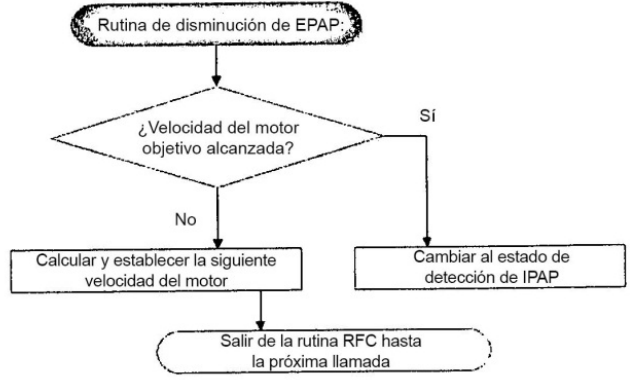 Rutina de disminución de EPAP:
¿Velocidad del motor
objetivo alcanzada?
Sí
No
Calcular y establecer la siguiente
velocidad del motor
Cambiar al estado de
detección de IPAP
Salir de la rutina RFC hasta
la próxima llamada